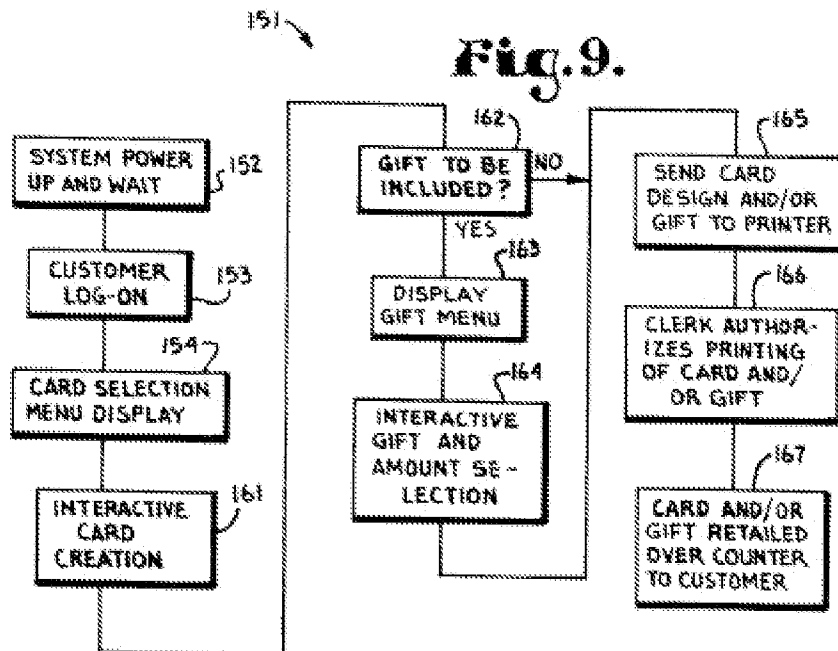 151
Fig. 9.
SYSTEM POWER
UP AND WAIT
152
CUSTOMER
LOG-ON
153
154
CARD SELECTION
MENU DISPLAY
INTERACTIVE
CARD
CREATION
161
162
GIFT TO BE
INCLUDED?
NO
YES
163
DISPLAY
GIFT MENU
164
INTERACTIVE
GIFT AND
AMOUNT SE-
LECTION
165
SEND CARD
DESIGN AND/OR
GIFT TO PRINTER
166
CLERK AUTHOR-
IZES PRINTING
OF CARD AND/
OR GIFT
167
CARD AND/OR
GIFT RETAILED
OVER COUNTER
TO CUSTOMER